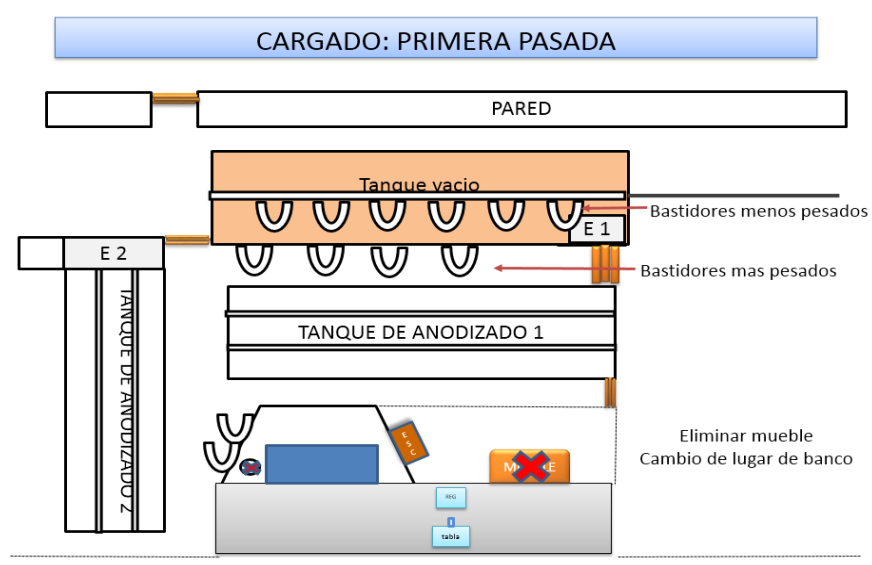 CARGADO: PRIMERA PASADA
PARED
Tanque vacio
Bastidores menos pesados
E 1
E 2
Bastidores mas pesados
TANQUE DE ANODIZADO 1
TANQUE DE ANODIZADO 2
ESC
Eliminar mueble
Cambio de lugar de banco
REG
tabla